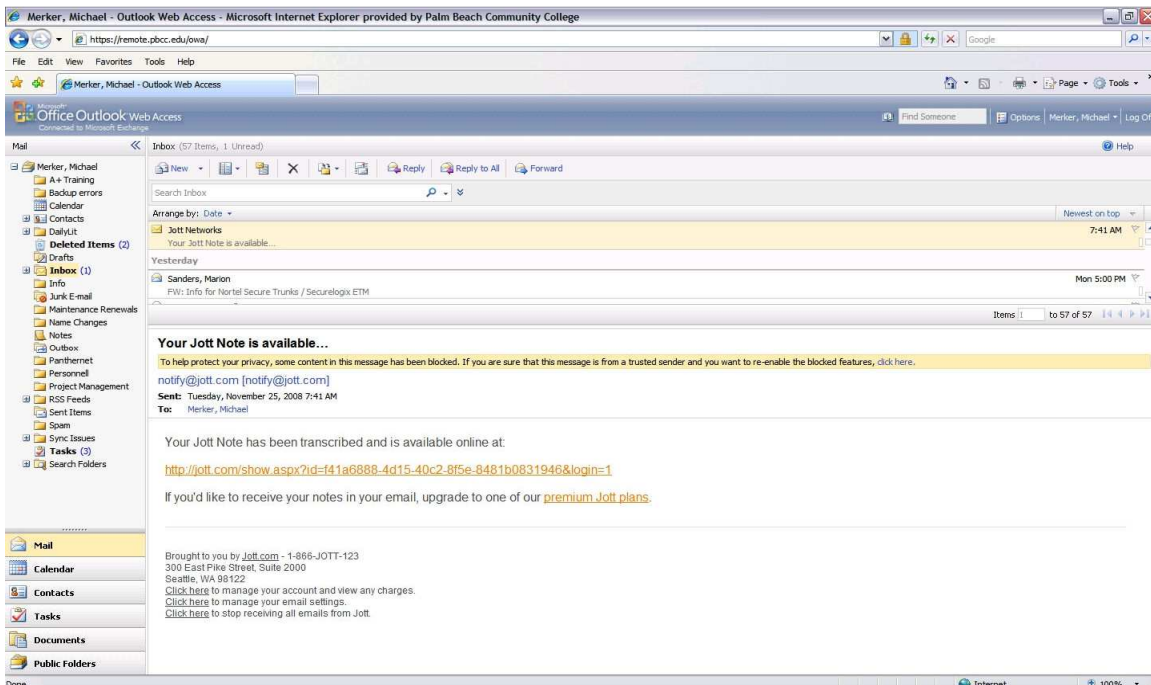 Merker, Michael - Outlook Web Access - Microsoft Internet Explorer provided by Palm Beach Community College
https://remote.pbcc.edu/owa/
Google
File Edit View Favorites Tools Help
Merker, Michael - Outlook Web Access
Page Tools
Microsoft
Office Outlook Web Access
Connected to Microsoft Exchange
Find Someone Options Merker, Michael Log Of
Mail
Inbox (57 Items, 1 Unread) Help
New Reply Reply to All Forward
Search Inbox
Arrange by: Date Newest on top
Jott Networks 7:41 AM
Your Jott Note is available...
Yesterday
Sanders, Marion Mon 5:00 PM
FW: Info for Nortel Secure Trunks / Securelogix ETM
Items 1 to 57 of 57
Merker, Michael
A+ Training
Backup errors
Calendar
Contacts
DailyLit
Deleted Items (2)
Drafts
Inbox (1)
Info
Junk E-mail
Maintenance Renewals
Name Changes
Notes
Outbox
Panthernet
Personnell
Project Management
RSS Feeds
Sent Items
Spam
Sync Issues
Tasks (3)
Search Folders
Mail
Calendar
Contacts
Tasks
Documents
Public Folders
Your Jott Note is available...
To help protect your privacy, some content in this message has been blocked. If you are sure that this message is from a trusted sender and you want to re-enable the blocked features, click here.
notify@jott.com [notify@jott.com]
Sent: Tuesday, November 25, 2008 7:41 AM
To: Merker, Michael
Your Jott Note has been transcribed and is available online at:
http://jott.com/show.aspx?id=f41a6888-4d15-40c2-8f5e-8481b0831946&login=1
If you'd like to receive your notes in your email, upgrade to one of our premium Jott plans.
Brought to you by Jott.com - 1-866-JOTT-123
300 East Pike Street, Suite 2000
Seattle, WA 98122
Click here to manage your account and view any charges.
Click here to manage your email settings.
Click here to stop receiving all emails from Jott.
Done Internet 100%